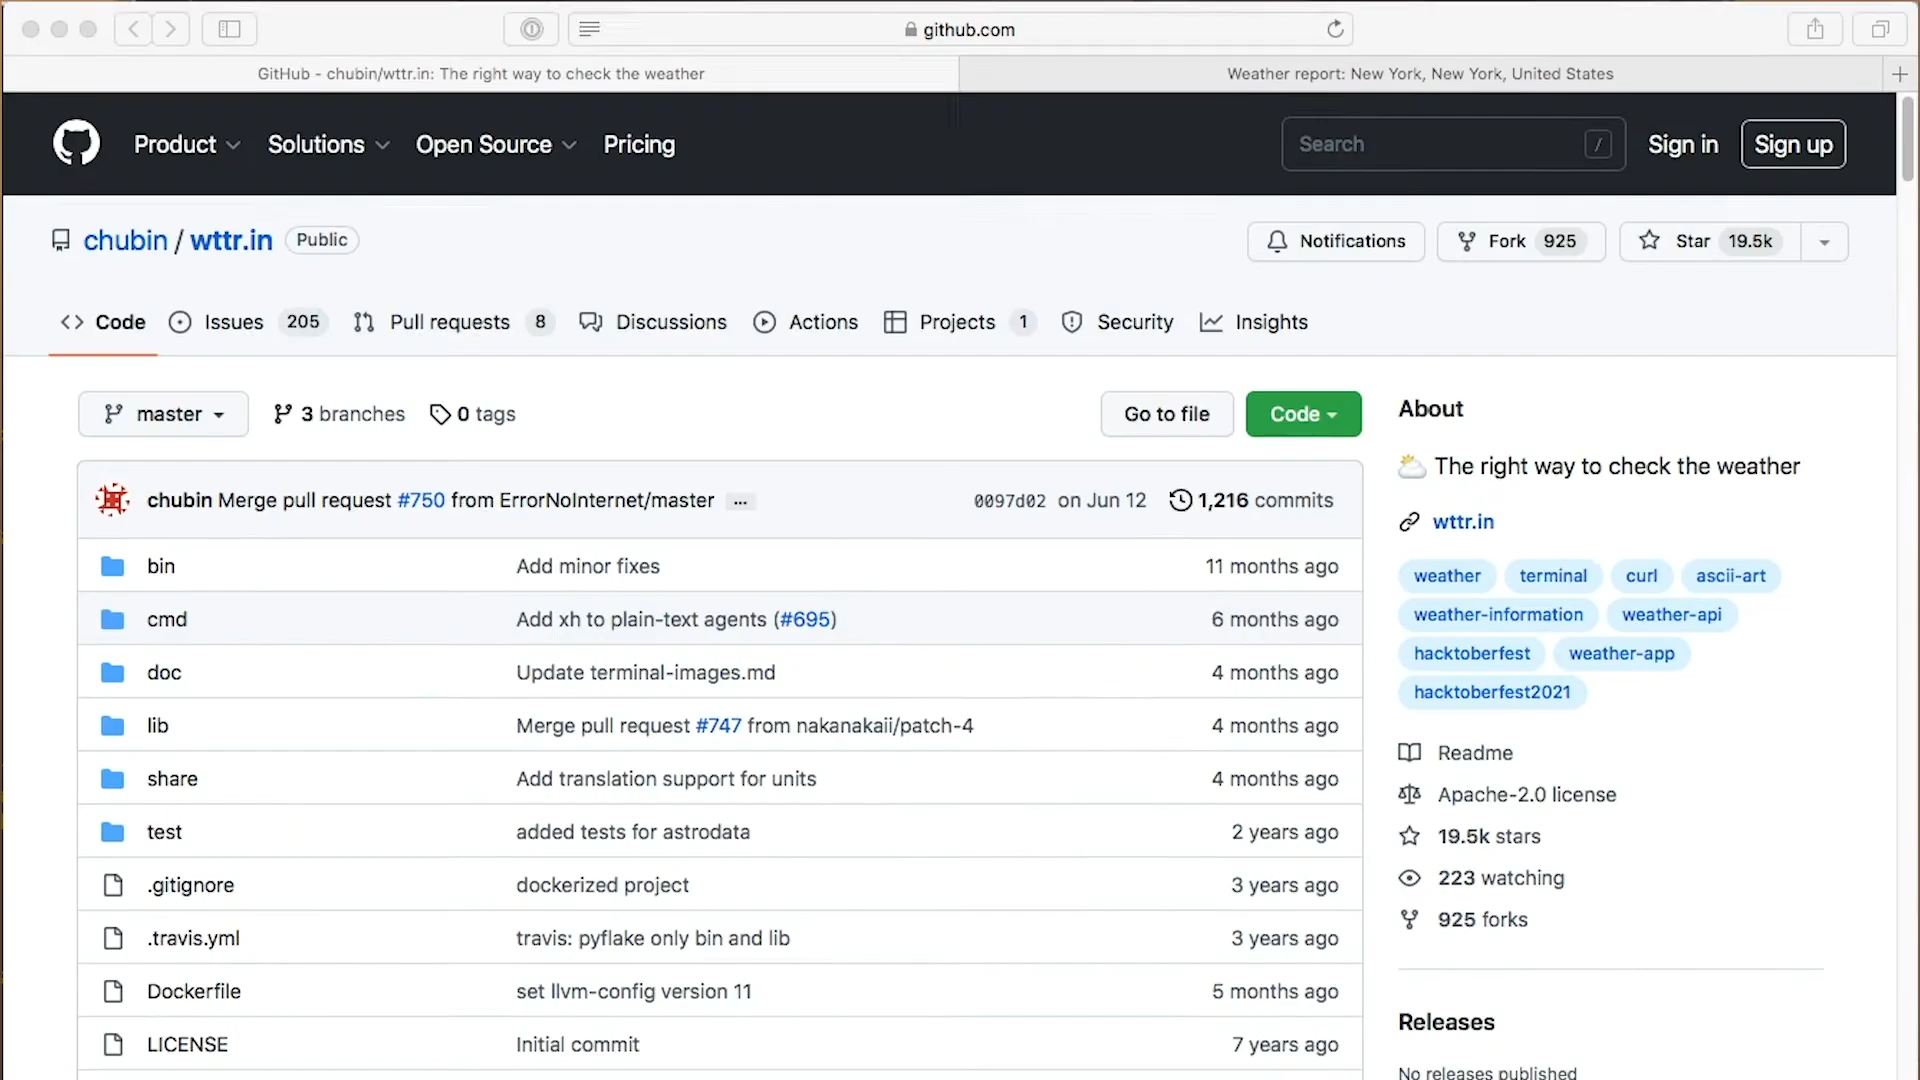 github.com
GitHub - chubin/wttr.in: The right way to check the weather
Weather report: New York, New York, United States
Product
Solutions
Open Source
Pricing
Search /
Sign in
Sign up
chubin / wttr.in Public
Notifications
Fork 925
Star 19.5k
Code
Issues 205
Pull requests 8
Discussions
Actions
Projects 1
Security
Insights
master
3 branches
0 tags
Go to file
Code
chubin Merge pull request #750 from ErrorNoInternet/master ... 0097d02 on Jun 12 1,216 commits
bin Add minor fixes 11 months ago
cmd Add xh to plain-text agents (#695) 6 months ago
doc Update terminal-images.md 4 months ago
lib Merge pull request #747 from nakanakaii/patch-4 4 months ago
share Add translation support for units 4 months ago
test added tests for astrodata 2 years ago
.gitignore dockerized project 3 years ago
.travis.yml travis: pyflake only bin and lib 3 years ago
Dockerfile set llvm-config version 11 5 months ago
LICENSE Initial commit 7 years ago
About
The right way to check the weather
wttr.in
weather terminal curl ascii-art
weather-information weather-api
hacktoberfest weather-app
hacktoberfest2021
Readme
Apache-2.0 license
19.5k stars
223 watching
925 forks
Releases
No releases published